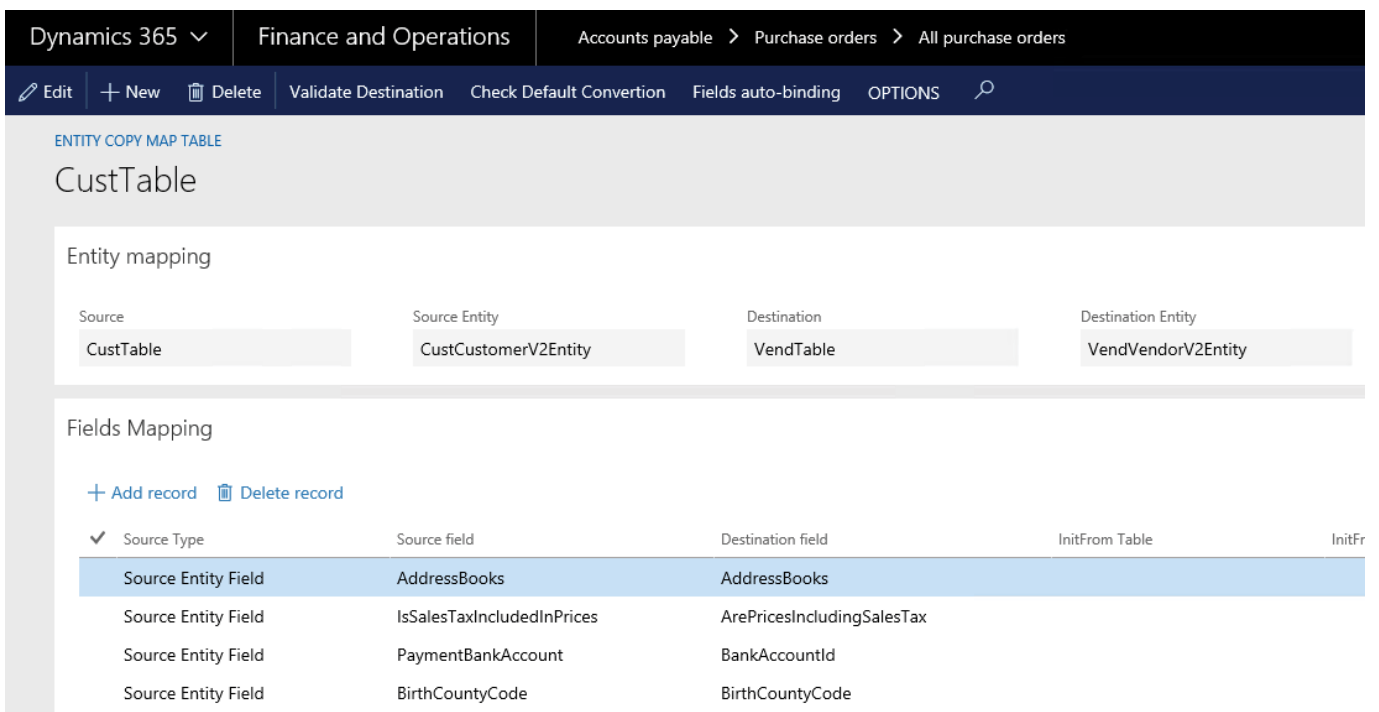 Dynamics 365 Finance and Operations Accounts payable > Purchase orders > All purchase orders
Edit + New Delete Validate Destination Check Default Convertion Fields auto-binding OPTIONS
ENTITY COPY MAP TABLE
CustTable
Entity mapping
Source Source Entity Destination Destination Entity
CustTable CustCustomerV2Entity VendTable VendVendorV2Entity
Fields Mapping
+ Add record Delete record
Source Type Source field Destination field InitFrom Table InitFr
Source Entity Field AddressBooks AddressBooks
Source Entity Field IsSalesTaxIncludedInPrices ArePricesIncludingSalesTax
Source Entity Field PaymentBankAccount BankAccountId
Source Entity Field BirthCountyCode BirthCountyCode